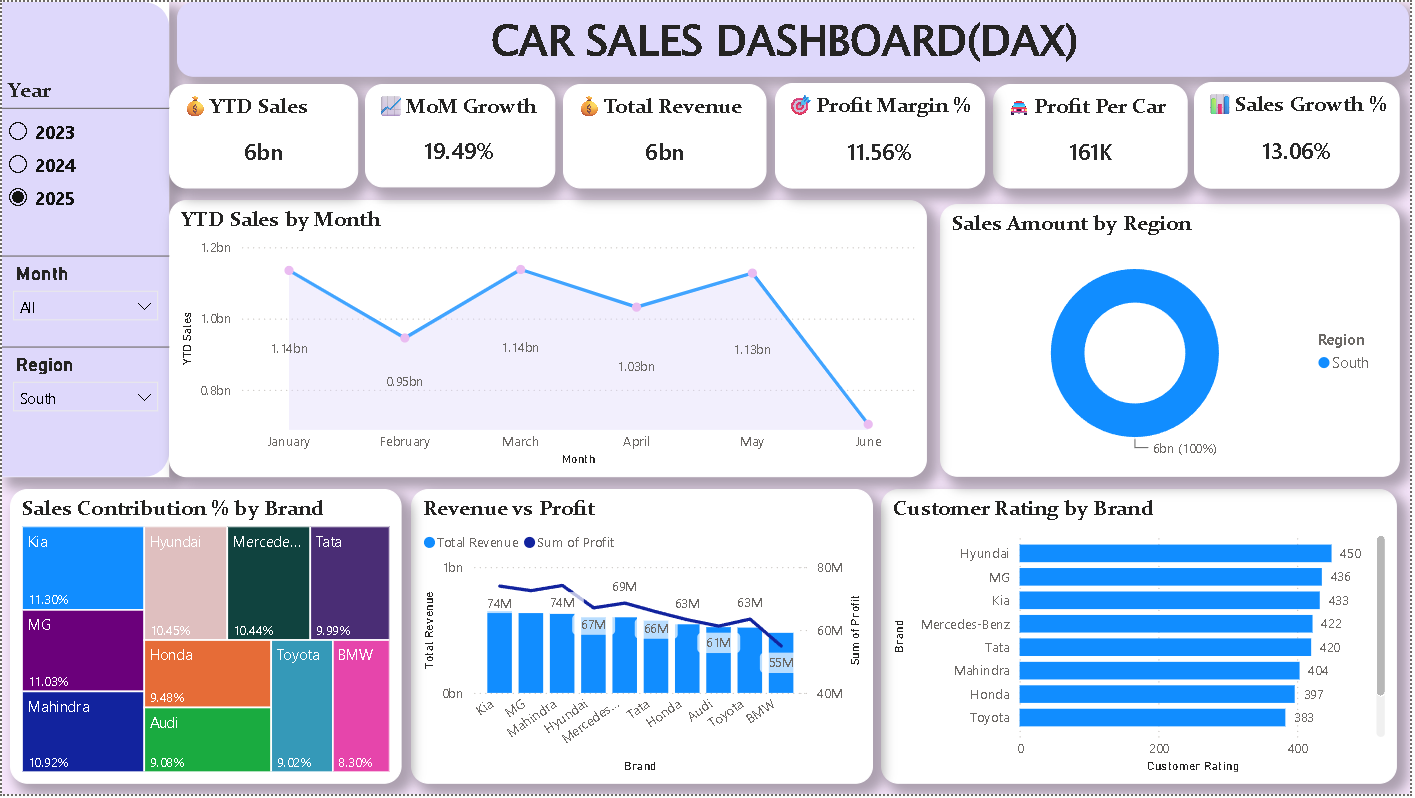 CAR SALES DASHBOARD(DAX)
Year
2023
2024
2025
Month
All
Region
South
YTD Sales
6bn
MoM Growth
19.49%
Total Revenue
6bn
Profit Margin %
11.56%
Profit Per Car
161K
Sales Growth %
13.06%
YTD Sales by Month
YTD Sales
1.2bn
1.0bn
0.8bn
1.14bn
0.95bn
1.14bn
1.03bn
1.13bn
January February March April May June
Month
Sales Amount by Region
Region
South
6bn (100%)
Sales Contribution % by Brand
Kia
11.30%
MG
11.03%
Mahindra
10.92%
Hyundai
10.45%
Mercede...
10.44%
Tata
9.99%
Honda
9.48%
Audi
9.08%
Toyota
9.02%
BMW
8.30%
Revenue vs Profit
Total Revenue Sum of Profit
Total Revenue
1bn
0bn
74M 74M 67M 69M 66M 63M 61M 63M 55M
80M
60M
40M
Sum of Profit
Kia MG Mahindra Hyundai Mercedes... Tata Honda Audi Toyota BMW
Brand
Customer Rating by Brand
Brand
Hyundai 450
MG 436
Kia 433
Mercedes-Benz 422
Tata 420
Mahindra 404
Honda 397
Toyota 383
0 200 400
Customer Rating